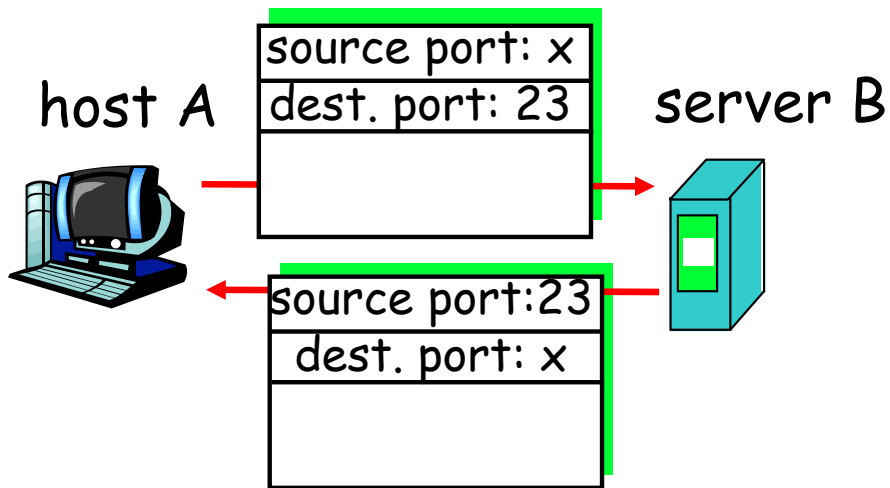 source port: x
host A
dest. port: 23
server B
source port:23
dest. port: x